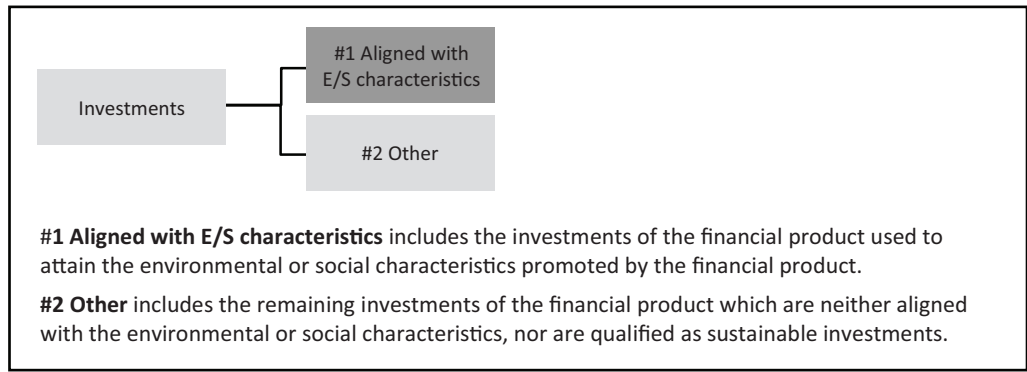 #1 Aligned with
E/S characteristics
Investments
#2 Other
#1 Aligned with E/S characteristics includes the investments of the financial product used to
attain the environmental or social characteristics promoted by the financial product.
#2 Other includes the remaining investments of the financial product which are neither aligned
with the environmental or social characteristics, nor are qualified as sustainable investments.